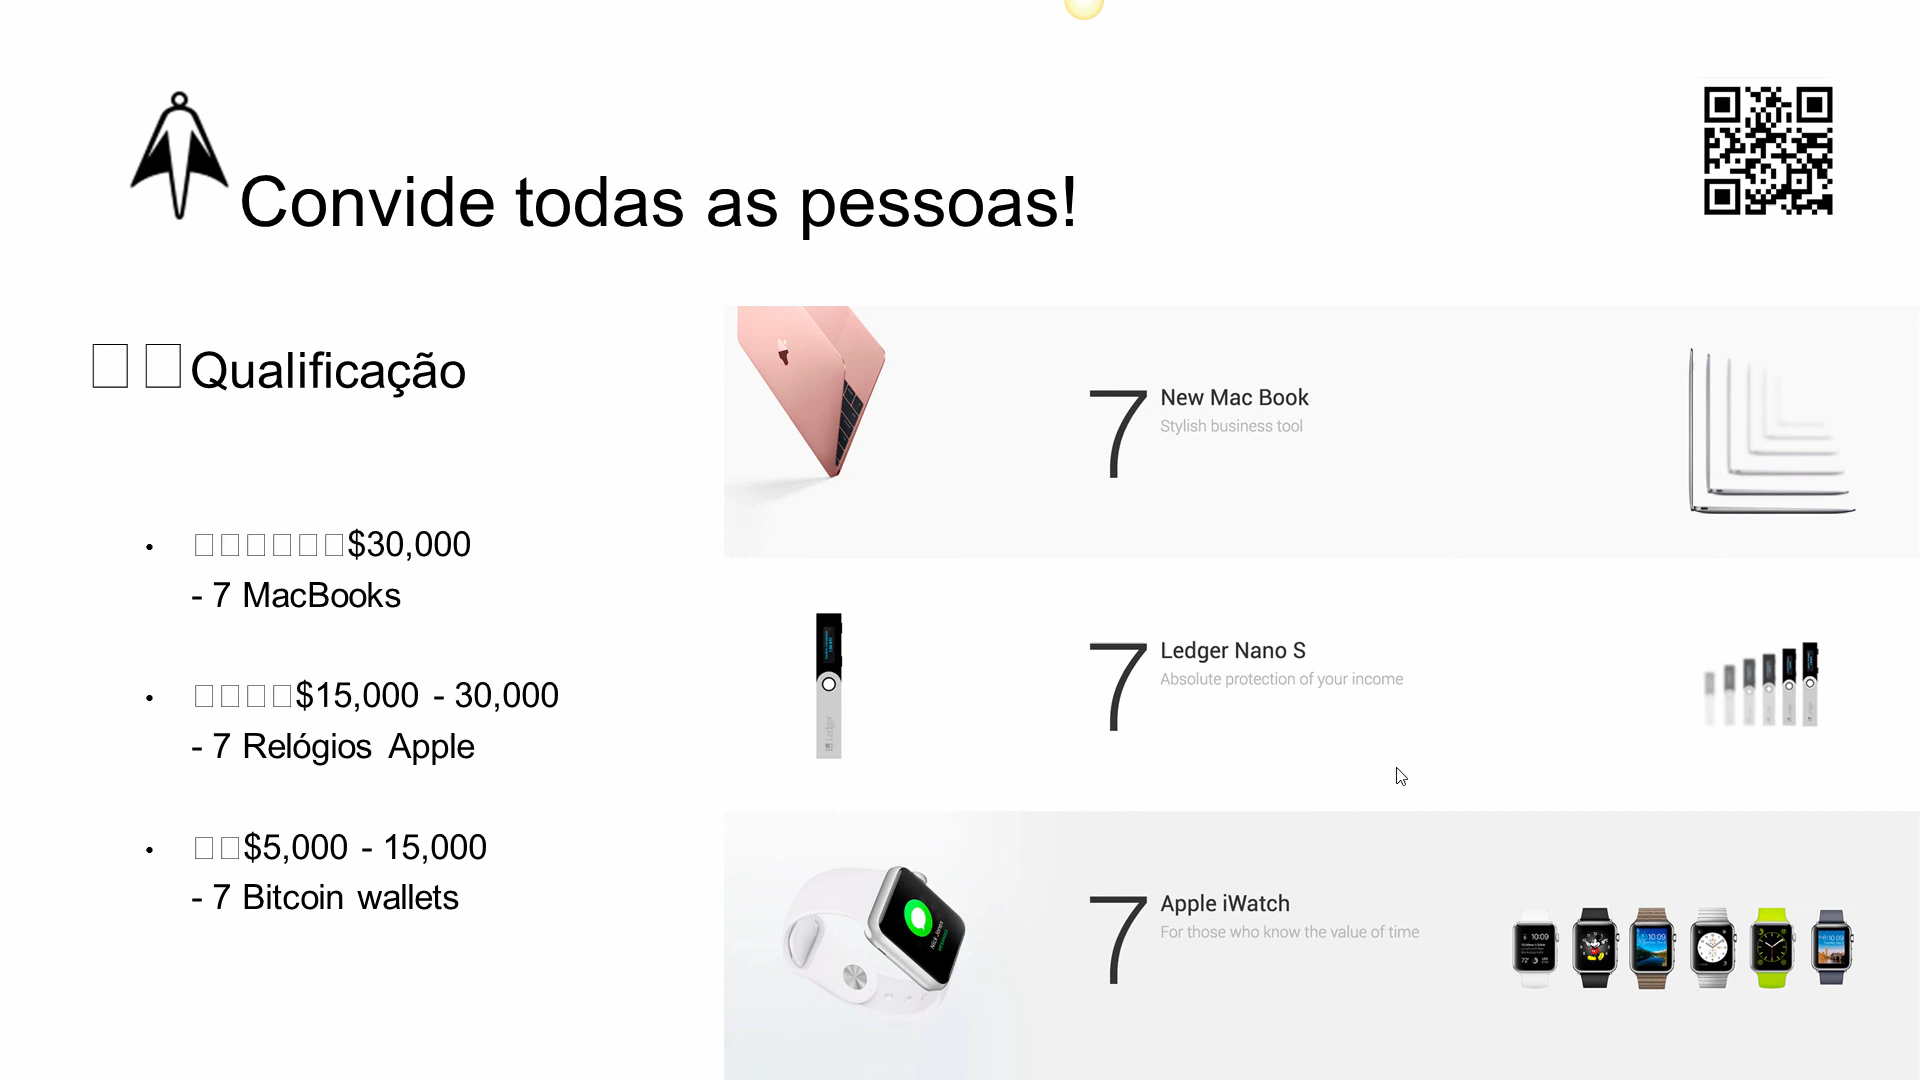 Convide todas as pessoas!
Qualificação
• $30,000
- 7 MacBooks
• $15,000 - 30,000
- 7 Relógios Apple
• $5,000 - 15,000
- 7 Bitcoin wallets
7 New Mac Book
Stylish business tool
7 Ledger Nano S
Absolute protection of your income
7 Apple iWatch
For those who know the value of time